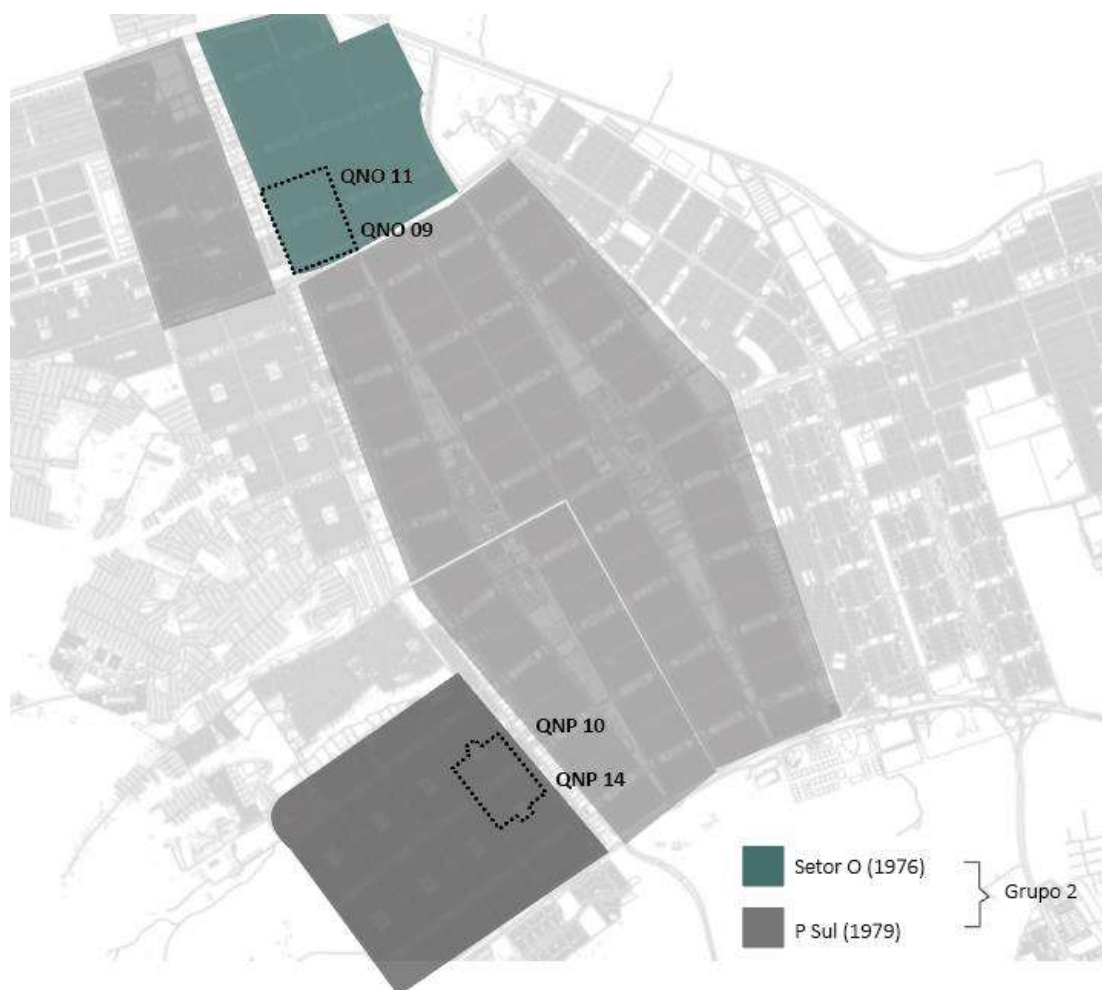 QNO 11
QNO 09
QNP 10
QNP 14
Setor O (1976)
Grupo 2
P Sul (1979)